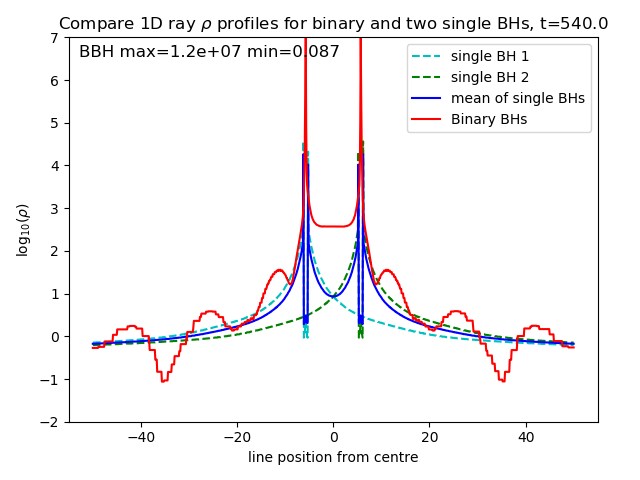 Compare 1D ray ρ profiles for binary and two single BHs, t=540.0
BBH max=1.2e+07 min=0.087
single BH 1
single BH 2
mean of single BHs
Binary BHs
log₁₀(ρ)
7
6
5
4
3
2
1
0
−1
−2
−40
−20
0
20
40
line position from centre